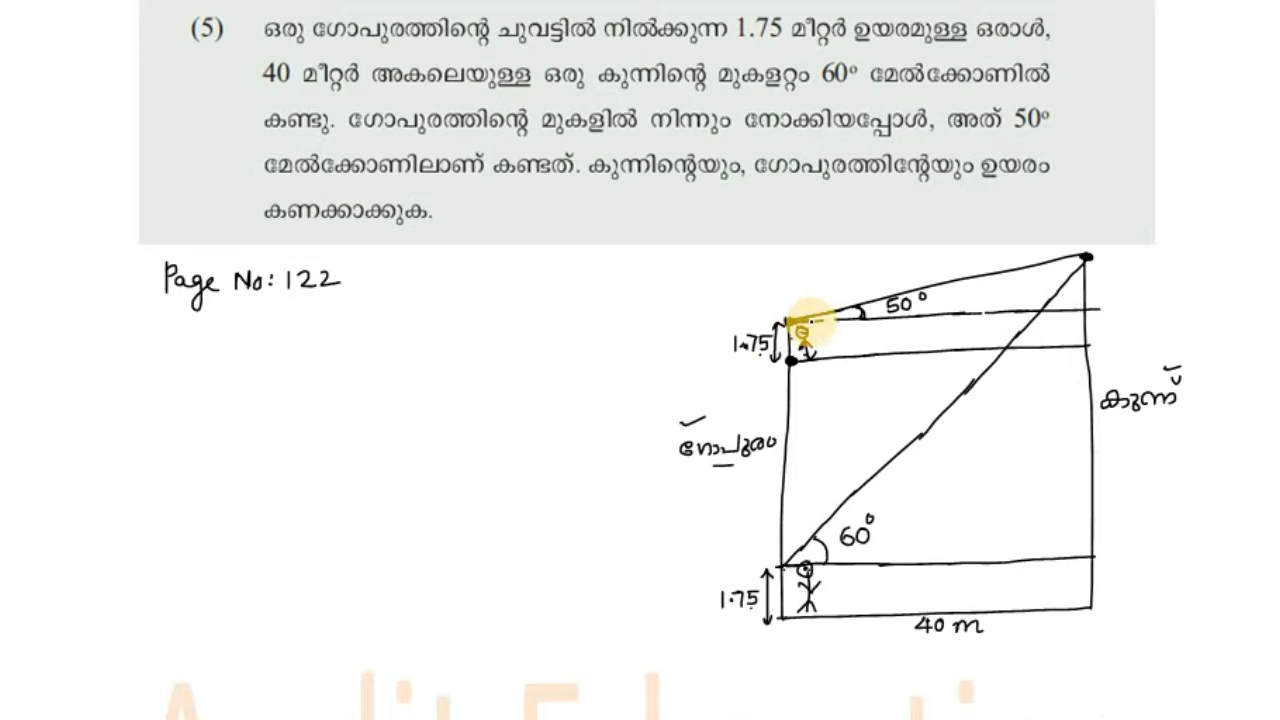 (5) ഒരു ഗോപുരത്തിന്റെ ചുവട്ടിൽ നിൽക്കുന്ന 1.75 മീറ്റർ ഉയരമുള്ള ഒരാൾ,
40 മീറ്റർ അകലെയുള്ള ഒരു കുന്നിന്റെ മുകളറ്റം 60° മേൽക്കോണിൽ
കണ്ടു. ഗോപുരത്തിന്റെ മുകളിൽ നിന്നും നോക്കിയപ്പോൾ, അത് 50°
മേൽക്കോണിലാണ് കണ്ടത്. കുന്നിന്റെയും, ഗോപുരത്തിന്റേയും ഉയരം
കണക്കാക്കുക.
Page No: 122
50°
1.75
കുന്ന്
ഗോപുരം
60°
1.75
40 m